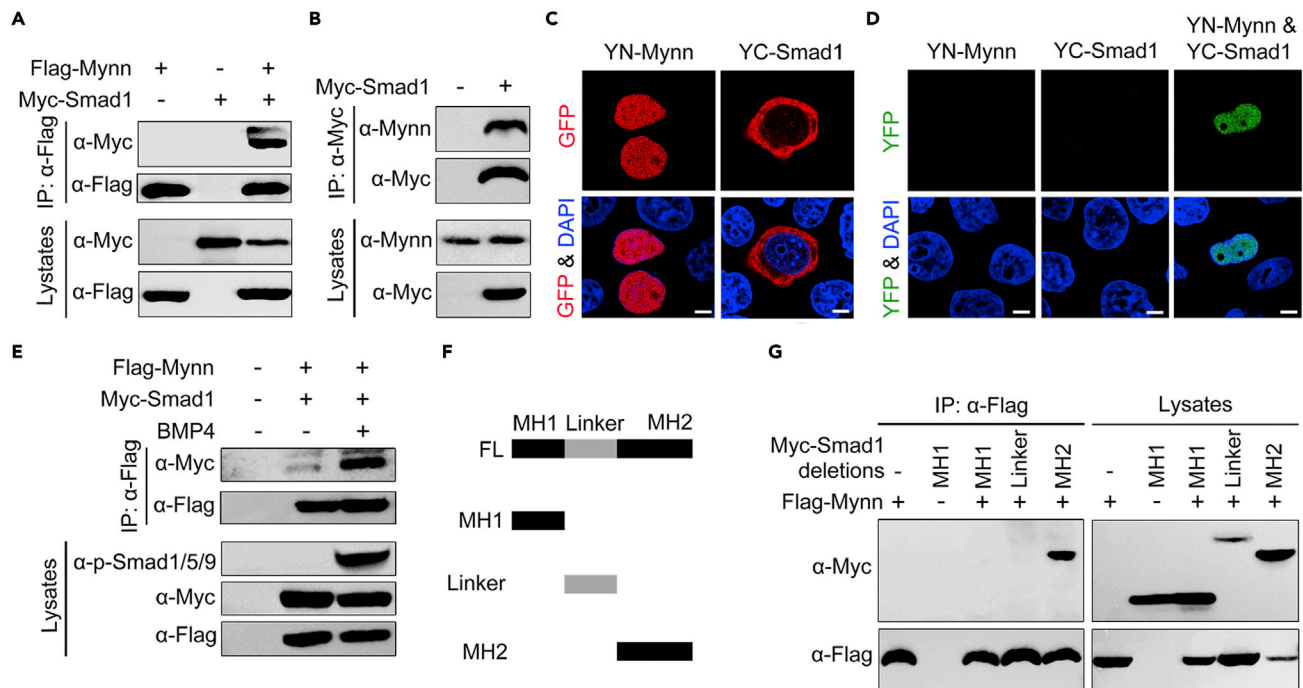 A
Flag-Mynn + - +
Myc-Smad1 - + +
IP: α-Flag
α-Myc
α-Flag
Lystates
α-Myc
α-Flag
B
Myc-Smad1 - +
IP: α-Myc
α-Mynn
α-Myc
Lysates
α-Mynn
α-Myc
C
YN-Mynn YC-Smad1
GFP
GFP & DAPI
D
YN-Mynn YC-Smad1 YN-Mynn &
YC-Smad1
YFP
YFP & DAPI
E
Flag-Mynn - + +
Myc-Smad1 - + +
BMP4 - - +
IP: α-Flag
α-Myc
α-Flag
Lysates
α-p-Smad1/5/9
α-Myc
α-Flag
F
MH1 Linker MH2
FL
MH1
Linker
MH2
G
IP: α-Flag Lysates
Myc-Smad1
deletions
- MH1 MH1 Linker MH2 - MH1 MH1 Linker MH2
Flag-Mynn + - + + + + - + + +
α-Myc
α-Flag